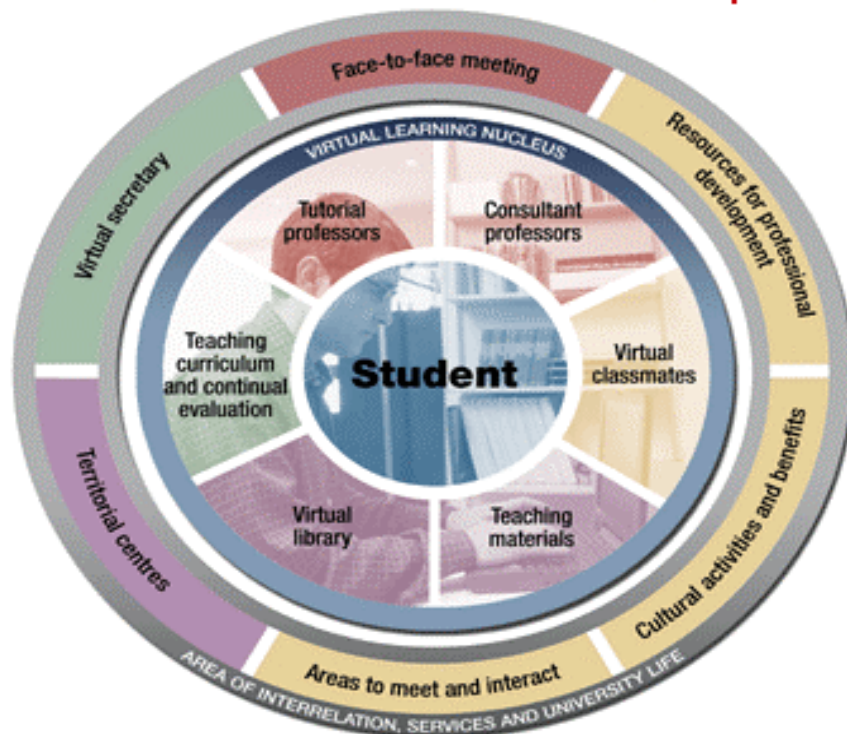 Face-to-face meeting
Resources for professional
development
Virtual secretary
VIRTUAL LEARNING NUCLEUS
Tutorial
professors
Consultant
professors
Teaching
curriculum
and continual
evaluation
Student
Virtual
classmates
Virtual
library
Teaching
materials
Territorial centres
Cultural activities and benefits
Areas to meet and interact
AREA OF INTERRELATION, SERVICES AND UNIVERSITY LIFE